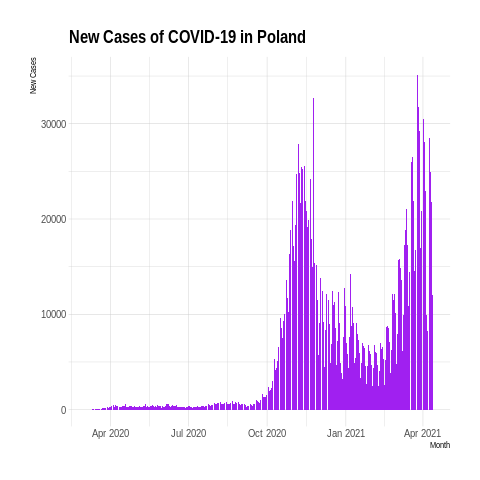 New Cases of COVID-19 in Poland
New Cases
30000
20000
10000
0
Apr 2020 Jul 2020 Oct 2020 Jan 2021 Apr 2021
Month